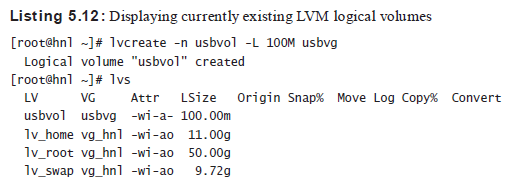 Listing 5.12: Displaying currently existing LVM logical volumes
[root@hnl ~]# lvcreate -n usbvol -L 100M usbvg
  Logical volume "usbvol" created
[root@hnl ~]# lvs
  LV      VG     Attr   LSize   Origin Snap%  Move Log Copy%  Convert
  usbvol  usbvg  -wi-a- 100.00m
  lv_home vg_hnl -wi-ao  11.00g
  lv_root vg_hnl -wi-ao  50.00g
  lv_swap vg_hnl -wi-ao   9.72g